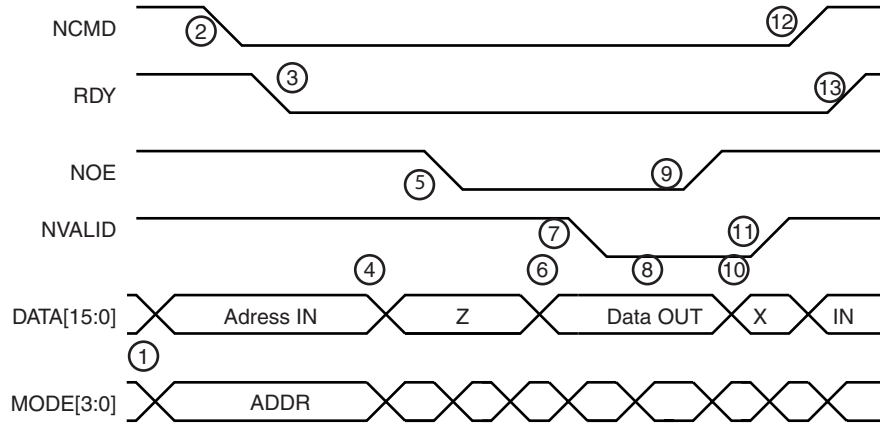 NCMD 2 12
RDY 3 13
NOE 5 9
NVALID 7 11
4 6 8 10
DATA[15:0] Adress IN Z Data OUT X IN
1
MODE[3:0] ADDR